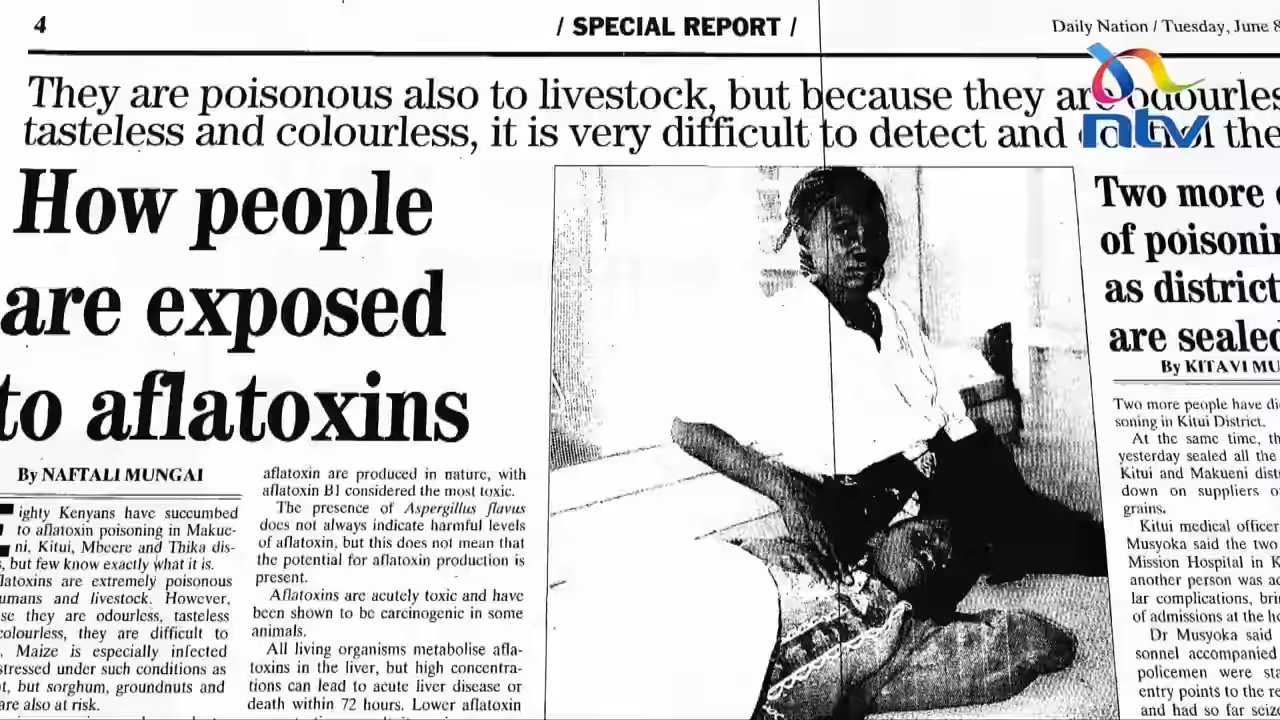 4
/ SPECIAL REPORT /
Daily Nation / Tuesday, June 8
They are poisonous also to livestock, but because they are odourles
tasteless and colourless, it is very difficult to detect and control the
ntv
How people
are exposed
to aflatoxins
By NAFTALI MUNGAI
Eighty Kenyans have succumbed
to aflatoxin poisoning in Makue-
ni, Kitui, Mbeere and Thika dis-
, but few know exactly what it is.
latoxins are extremely poisonous
umans and livestock. However,
se they are odourless, tasteless
colourless, they are difficult to
. Maize is especially infected
stressed under such conditions as
t, but sorghum, groundnuts and
are also at risk.
aflatoxin are produced in nature, with
aflatoxin B1 considered the most toxic.
The presence of Aspergillus flavus
does not always indicate harmful levels
of aflatoxin, but this does not mean that
the potential for aflatoxin production is
present.
Aflatoxins are acutely toxic and have
been shown to be carcinogenic in some
animals.
All living organisms metabolise afla-
toxins in the liver, but high concentra-
tions can lead to acute liver disease or
death within 72 hours. Lower aflatoxin
Two more
of poisonin
as district
are sealed
By KITAVI MU
Two more people have di
soning in Kitui District.
At the same time, th
yesterday sealed all the
Kitui and Makueni dist
down on suppliers o
grains.
Kitui medical officer
Musyoka said the two
Mission Hospital in K
another person was ad
lar complications, bri
of admissions at the ho
Dr Musyoka said
sonnel accompanied
policemen were sta
entry points to the re
and had so far seize